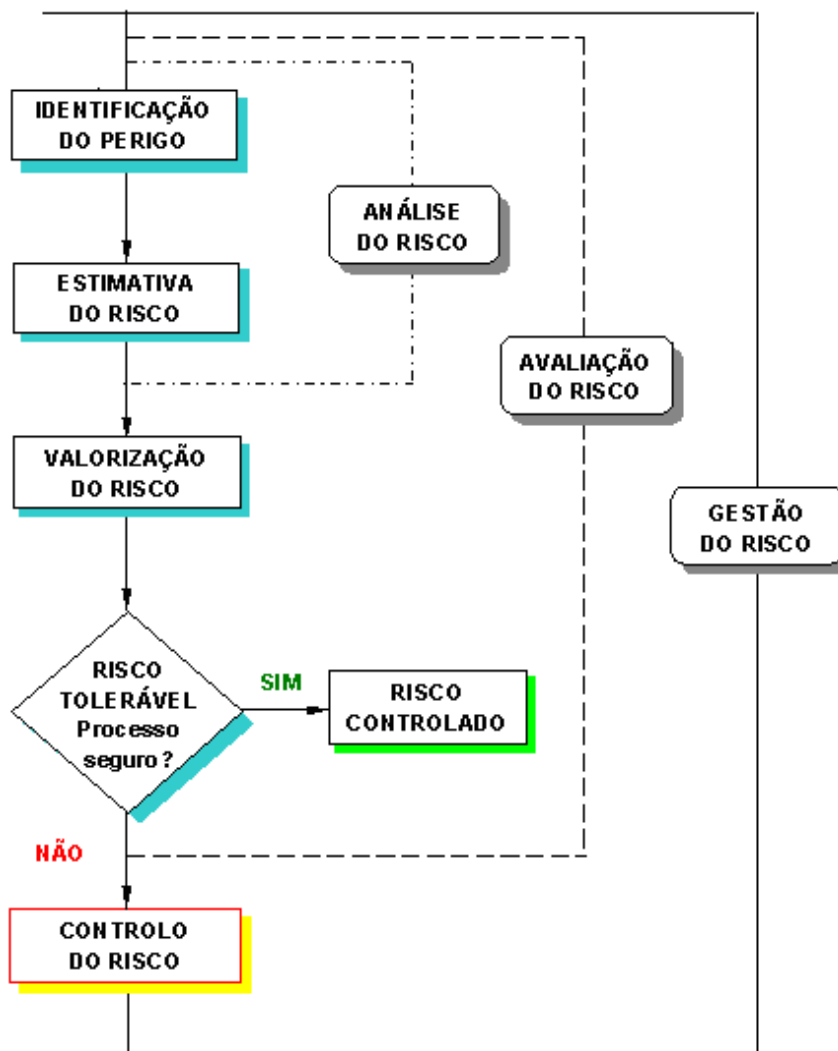 IDENTIFICAÇÃO
DO PERIGO
ANÁLISE
DO RISCO
ESTIMATIVA
DO RISCO
AVALIAÇÃO
DO RISCO
VALORIZAÇÃO
DO RISCO
GESTÃO
DO RISCO
RISCO
TOLERÁVEL
Processo
seguro?
SIM
RISCO
CONTROLADO
NÃO
CONTROLO
DO RISCO